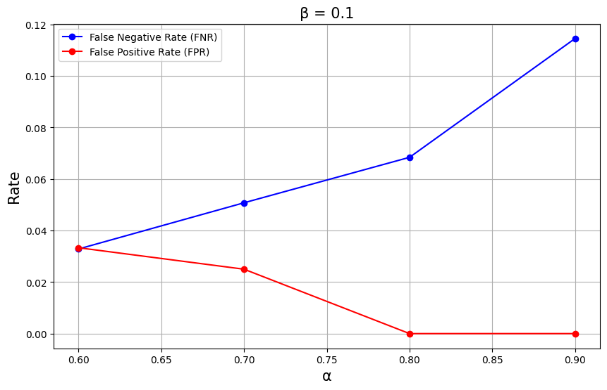 β = 0.1
False Negative Rate (FNR)
False Positive Rate (FPR)
Rate
0.12
0.10
0.08
0.06
0.04
0.02
0.00
0.60 0.65 0.70 0.75 0.80 0.85 0.90
α